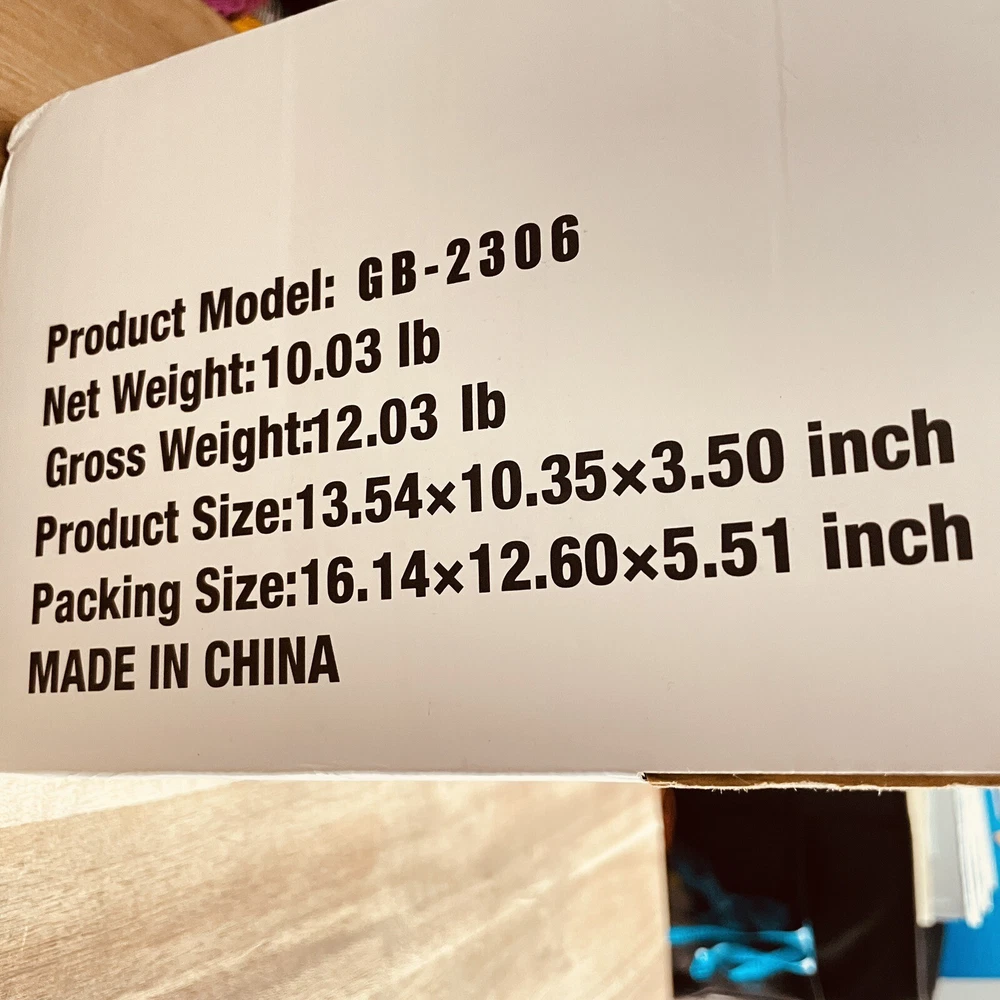 Product Model: GB-2306
Net Weight:10.03 lb
Gross Weight:12.03 lb
Product Size:13.54×10.35×3.50 inch
Packing Size:16.14×12.60×5.51 inch
MADE IN CHINA